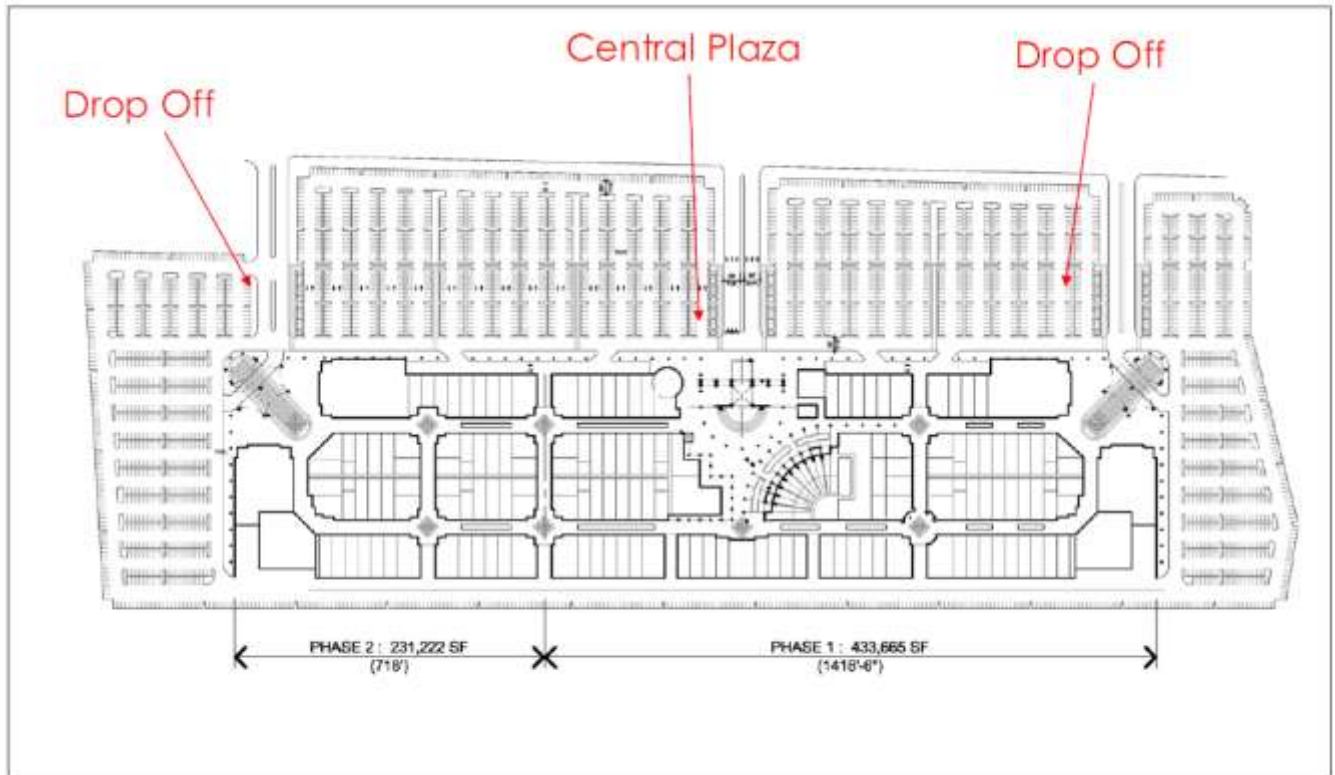 Central Plaza
Drop Off
Drop Off
PHASE 2 : 231,222 SF
(718')
PHASE 1 : 433,665 SF
(1418'-6")